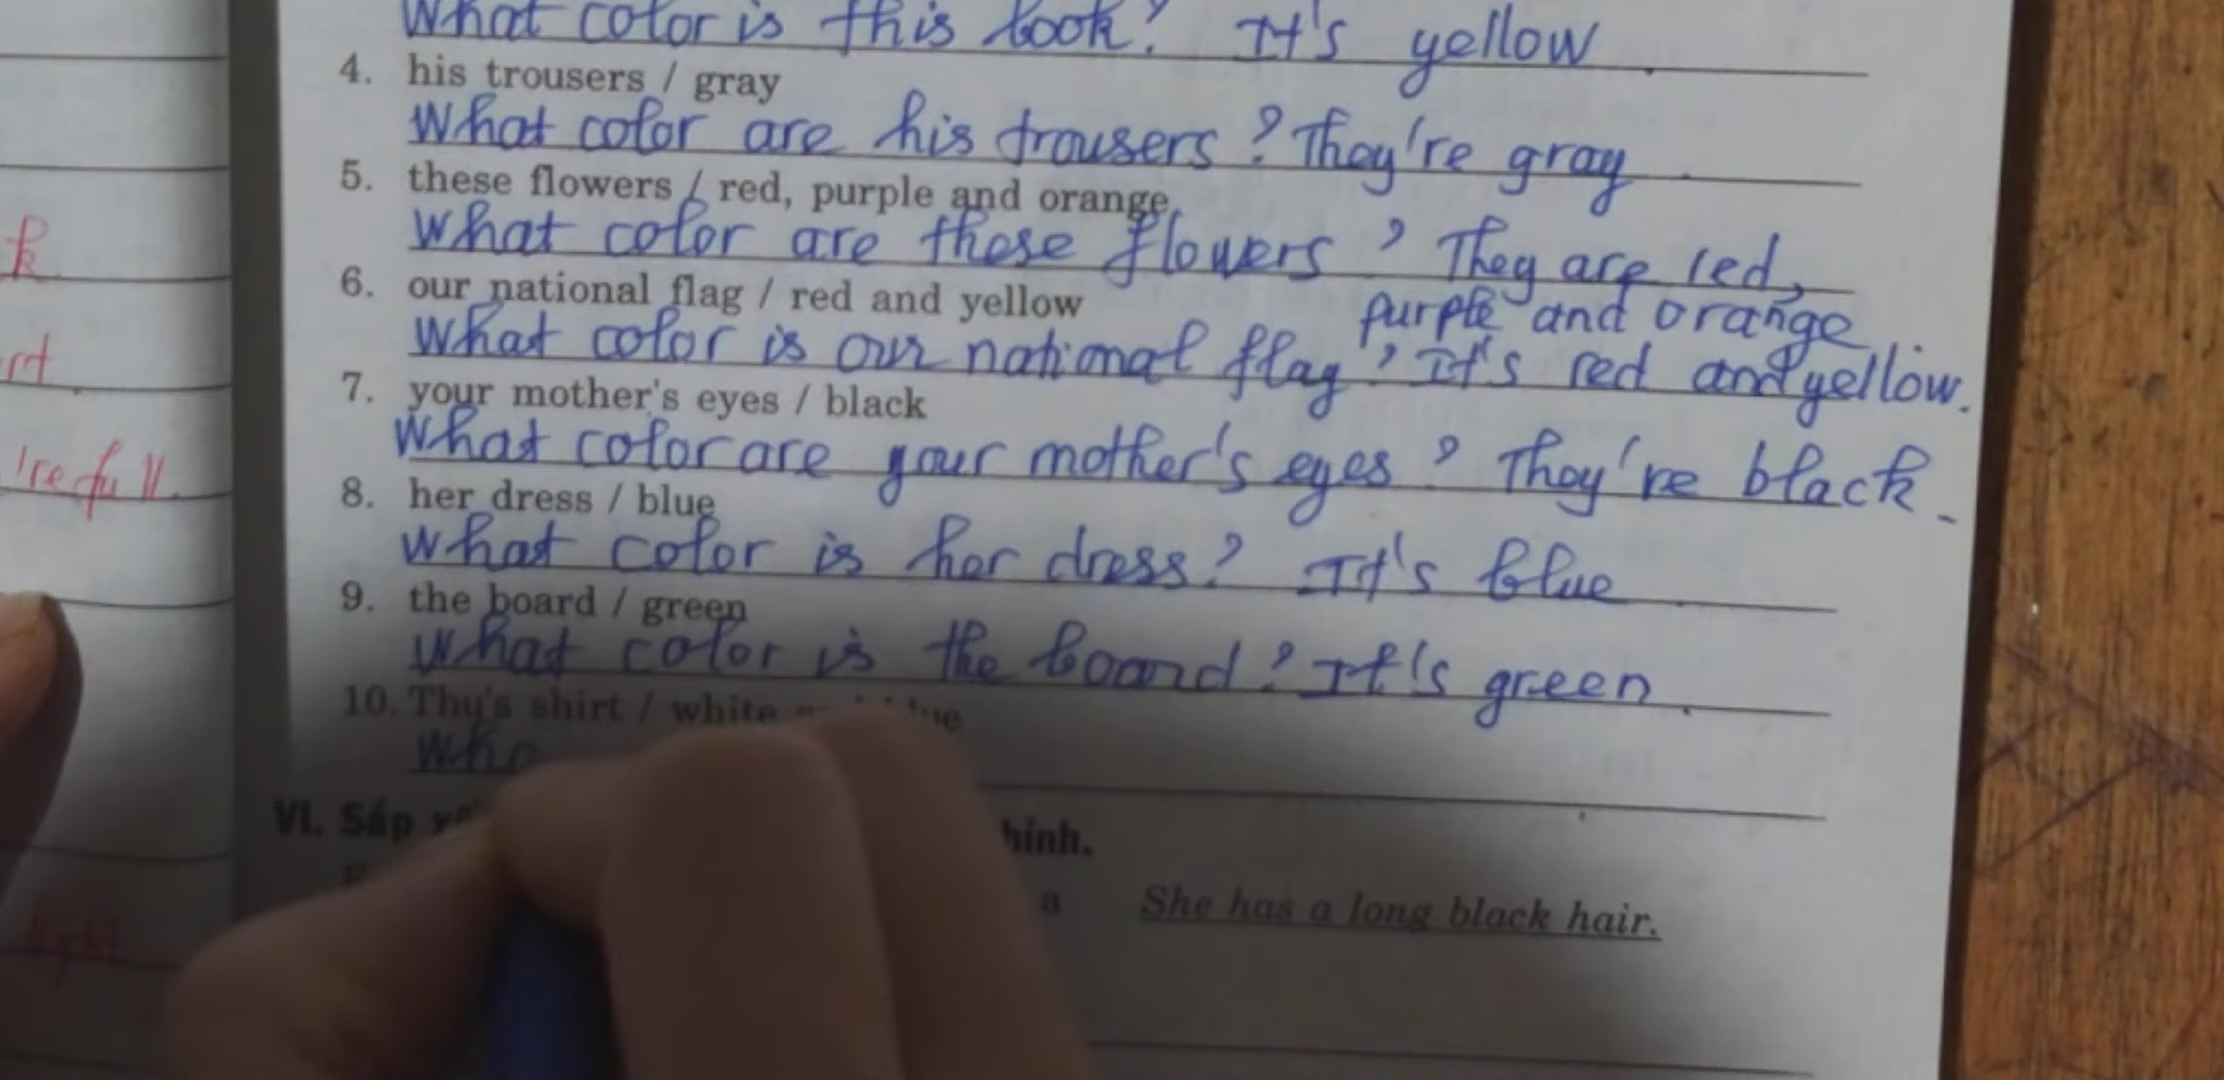 What color is this book? It's yellow.
4. his trousers / gray
What color are his trousers? They're gray.
5. these flowers / red, purple and orange
What color are these flowers? They are red,
purple and orange.
6. our national flag / red and yellow
What color is our national flag? It's red and yellow.
7. your mother's eyes / black
What color are your mother's eyes? They're black.
8. her dress / blue
What color is her dress? It's blue.
9. the board / green
What color is the board? It's green.
10. Thu's shirt / white
Wha
VI. Sắp hình.
a She has a long black hair.